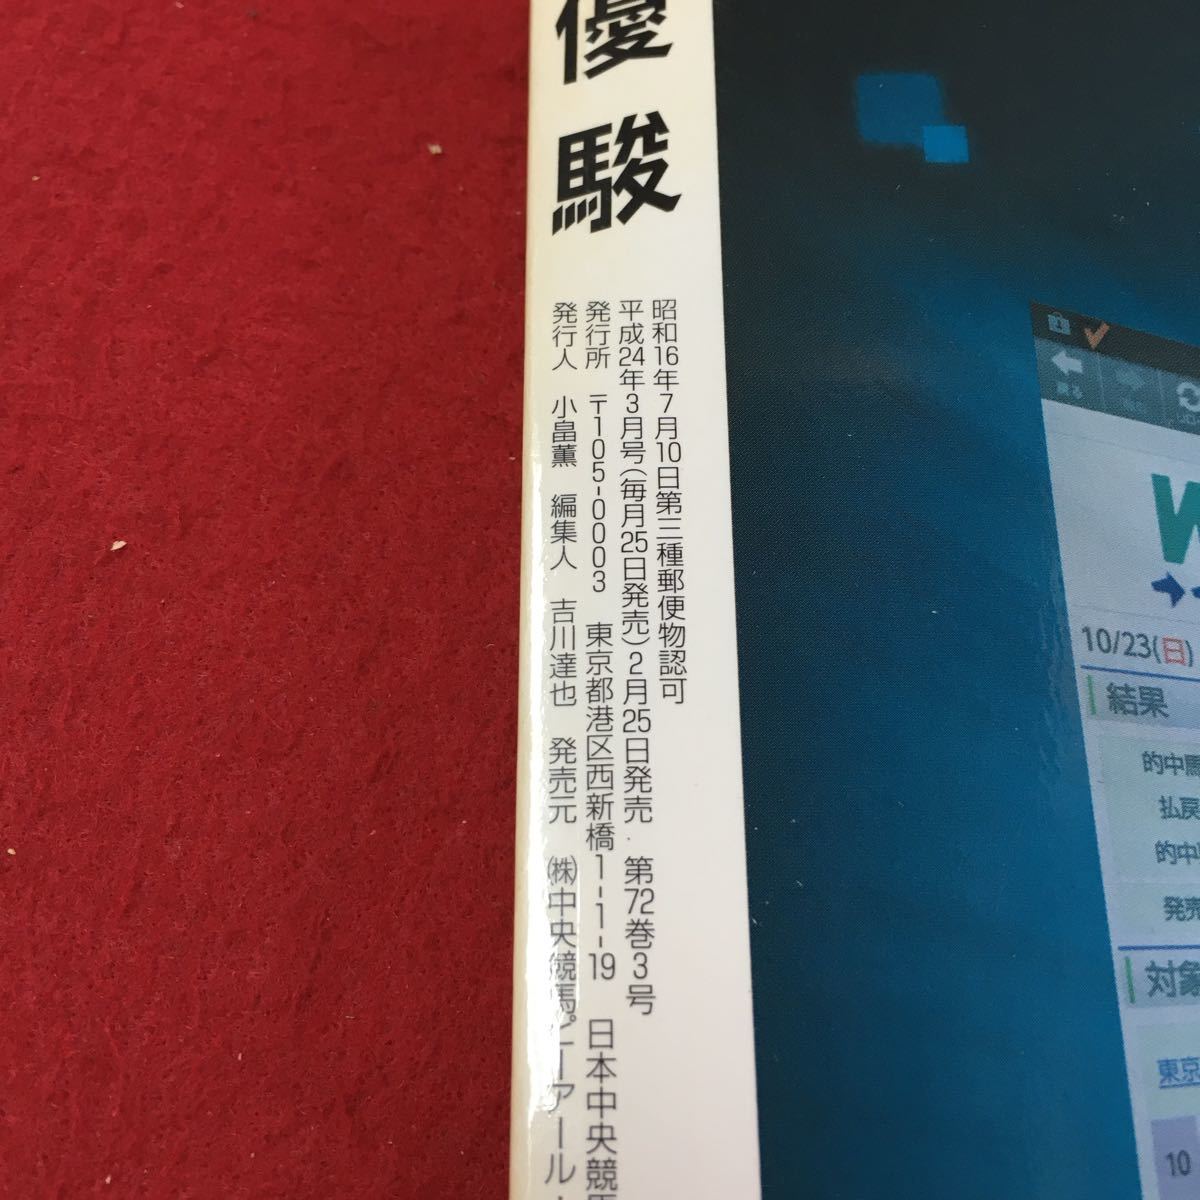 優駿
昭和16年7月10日第三種郵便物認可
平成24年3月号(毎月25日発売)2月25日発売 第72巻3号
発行所 〒105-0003 東京都港区西新橋1-1-19 日本中央競馬
発行人 小畠薫 編集人 吉川達也 発売元 ㈱中央競馬ピーアール・
戻る
W
10/23(日)
結果
的中馬
払戻
的中
発売
対象
東京
10